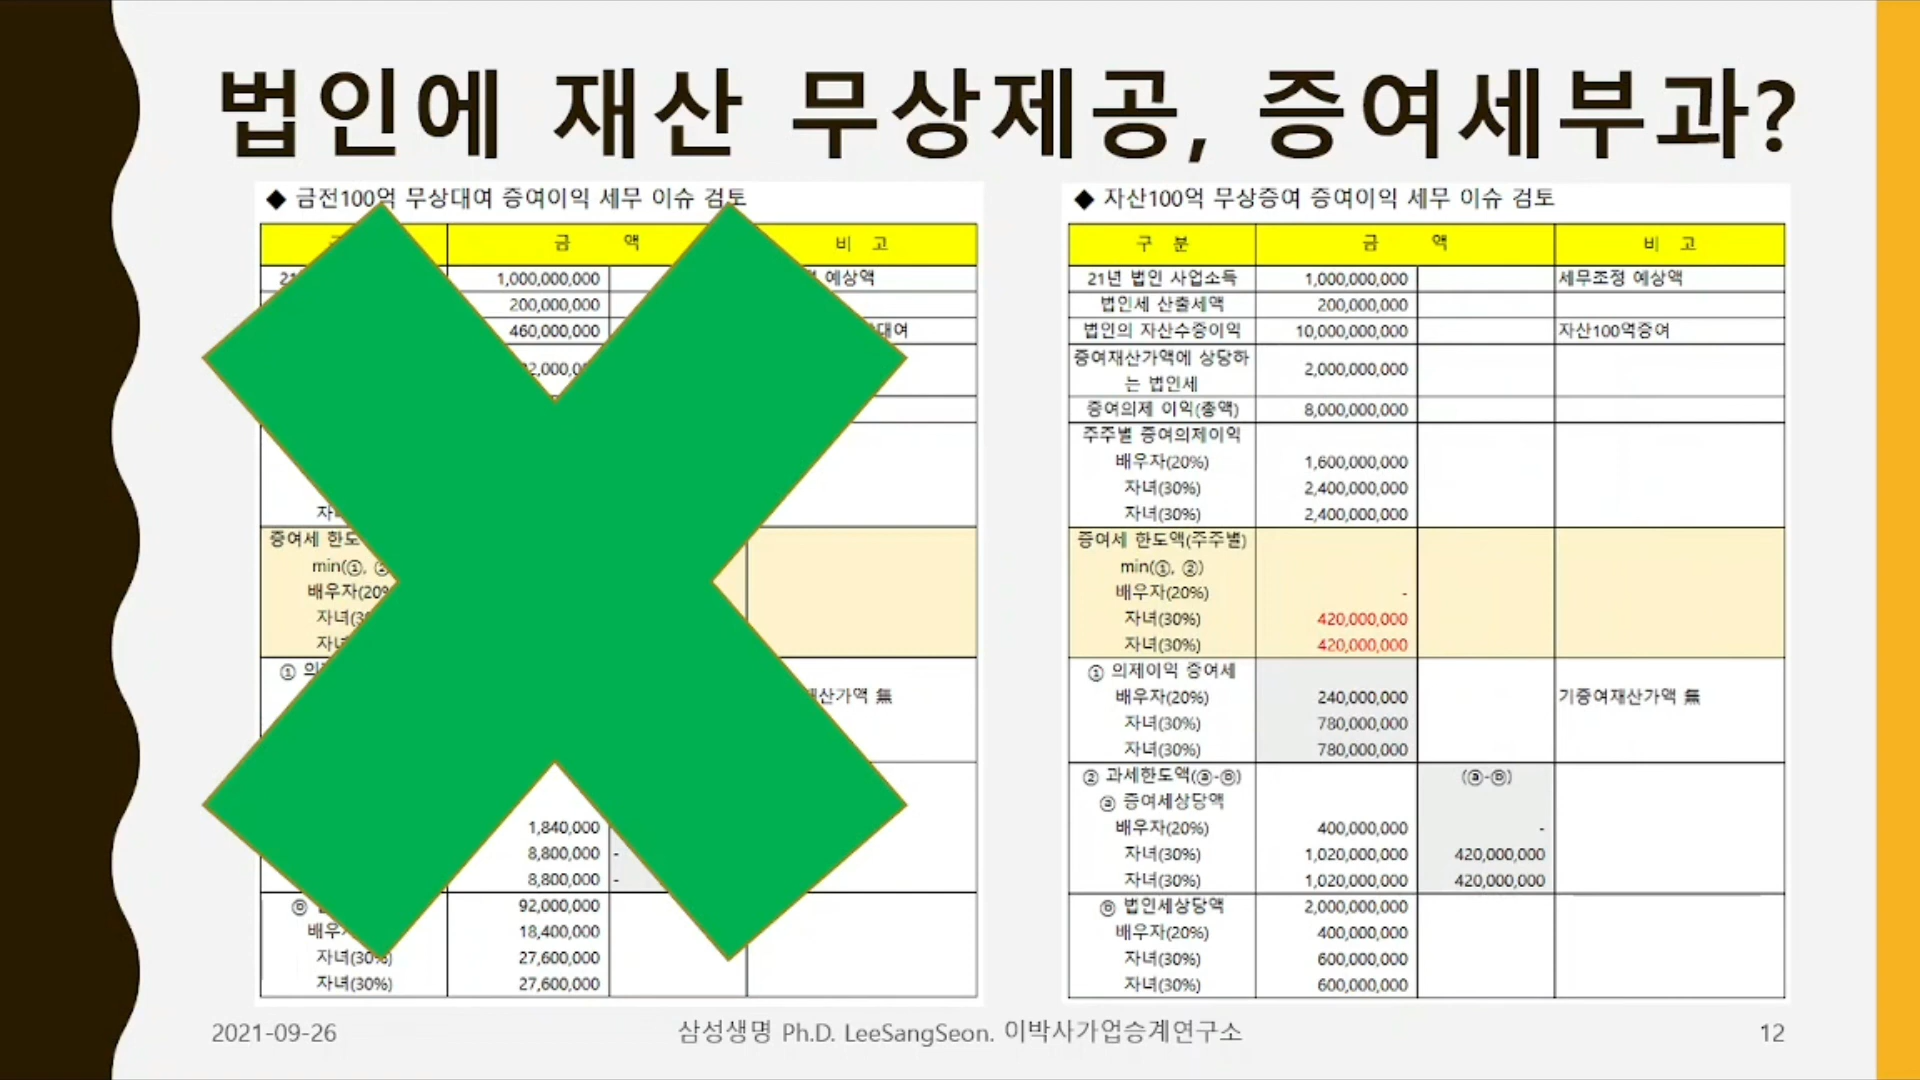 법인에 재산 무상제공, 증여세부과?
◆ 금전100억 무상대여 증여이익 세무 이슈 검토
금 액 비 고
1,000,000,000 예상액
200,000,000
460,000,000
증여세
min(①,
배우자(20%
1,840,000
8,800,000 -
8,800,000 -
92,000,000
18,400,000
자녀(30%) 27,600,000
자녀(30%) 27,600,000
◆ 자산100억 무상증여 증여이익 세무 이슈 검토
구 분 금 액 비 고
21년 법인 사업소득 1,000,000,000 세무조정 예상액
법인세 산출세액 200,000,000
법인의 자산수증이익 10,000,000,000 자산100억증여
증여재산가액에 상당하
는 법인세 2,000,000,000
증여의제 이익(총액) 8,000,000,000
주주별 증여의제이익
배우자(20%) 1,600,000,000
자녀(30%) 2,400,000,000
자녀(30%) 2,400,000,000
증여세 한도액(주주별)
min(①, ②)
배우자(20%) -
자녀(30%) 420,000,000
자녀(30%) 420,000,000
① 의제이익 증여세
배우자(20%) 240,000,000 기증여재산가액 無
자녀(30%) 780,000,000
자녀(30%) 780,000,000
② 과세한도액(ⓐ-ⓑ) (ⓐ-ⓑ)
ⓐ 증여세상당액
배우자(20%) 400,000,000 -
자녀(30%) 1,020,000,000 420,000,000
자녀(30%) 1,020,000,000 420,000,000
ⓑ 법인세상당액 2,000,000,000
배우자(20%) 400,000,000
자녀(30%) 600,000,000
자녀(30%) 600,000,000
2021-09-26 삼성생명 Ph.D. LeeSangSeon. 이박사가업승계연구소 12